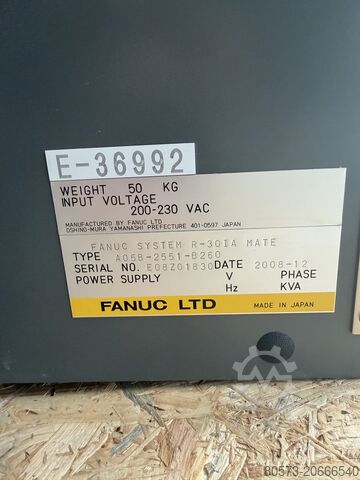 E-36992
WEIGHT 50 KG
INPUT VOLTAGE
200-230 VAC
MANUFACTURED BY FANUC LTD
OSHINO-MURA YAMANASHI PREFECTURE 401-0597 JAPAN
FANUC SYSTEM R-30IA MATE
TYPE A05B-2551-B260
SERIAL NO. E08Z01830 DATE 2008-12
POWER SUPPLY V PHASE
Hz KVA
FANUC LTD MADE IN JAPAN
80573-20666540